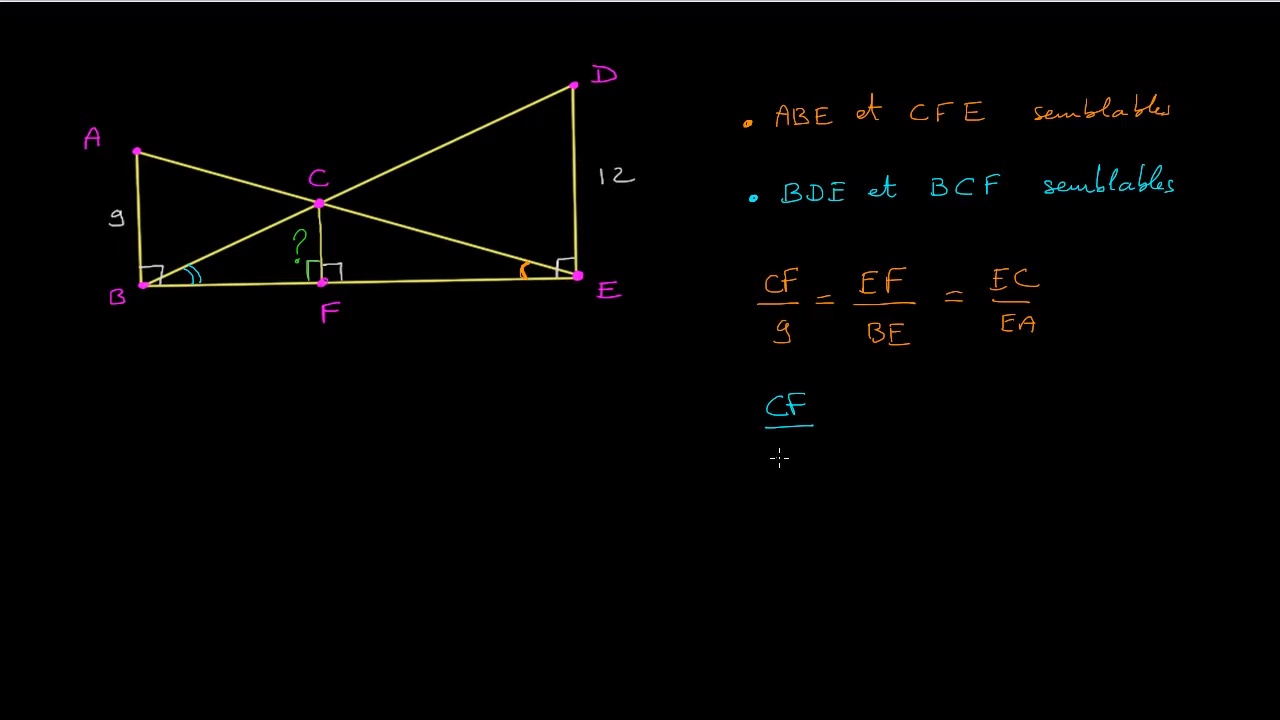 D
A
C
12
9
?
B
E
F
• ABE et CFE semblables
• BDE et BCF semblables
CF/9 = EF/BE = EC/EA
CF